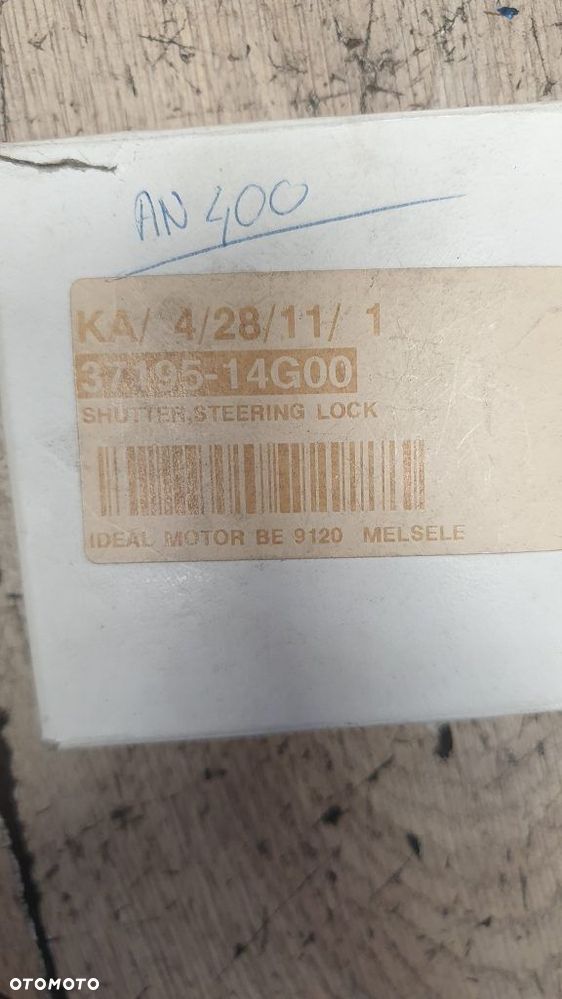 AN 400
KA/ 4/28/11/ 1
37195-14G00
SHUTTER,STEERING LOCK
IDEAL MOTOR BE 9120 MELSELE
OTOMOTO